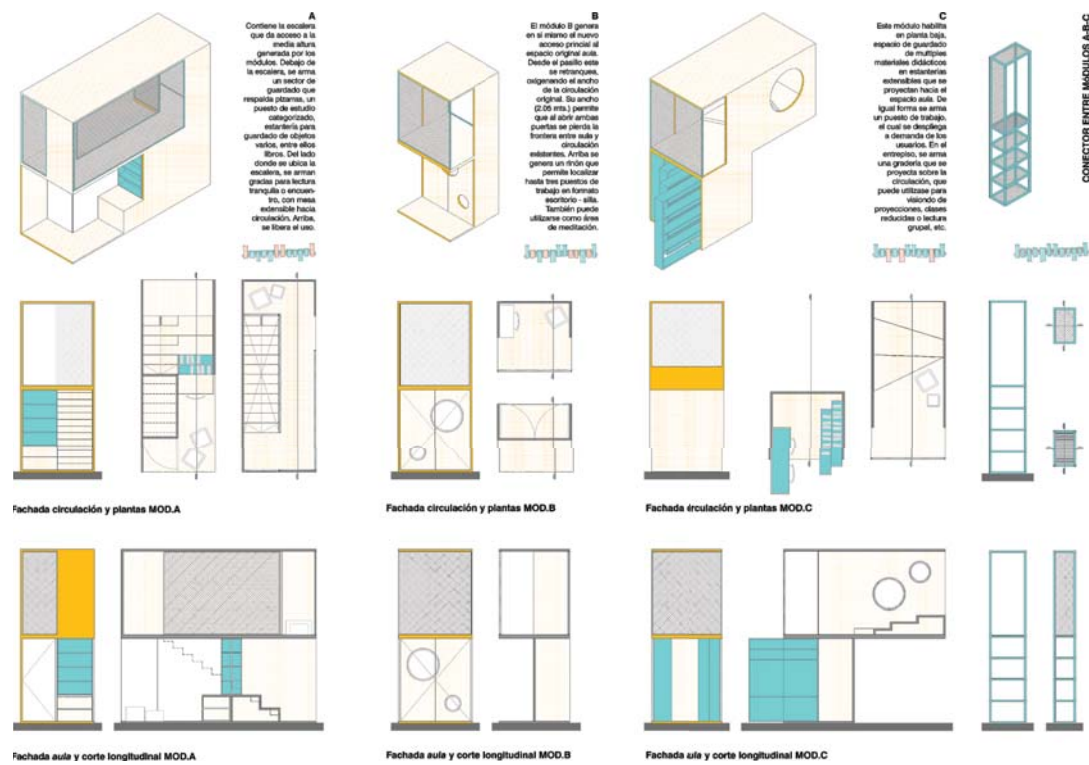 A
Contiene la escalera
que da acceso a la
media altura
generada por los
módulos. Debajo de
la escalera, se arma
un sector de
guardado que
respalda pizarras, un
puesto de estudio
categorizado,
estantería para
guardado de objetos
varios, entre ellos
libros. Del lado
donde se ubica la
escalera, se arman
gradas para lectura
tranquila o encuen-
tro, con mesa
extensible hacia
circulación. Arriba,
se libera el uso.
B
El módulo B genera
en si mismo el nuevo
acceso princial al
espacio original aula.
Desde el pasillo este
se retranquea,
oxigenando el ancho
de la circulación
original. Su ancho
(2.05 mts.) permite
que al abrir ambas
puertas se pierda la
frontera entre aula y
circulación
existentes. Arriba se
genera un rinón que
permite localizar
hasta tres puestos de
trabajo en formato
escritorio - silla.
También puede
utilizarse como área
de meditación.
C
Este módulo habilita
en planta baja,
espacio de guardado
de multiples
materiales didácticos
en estanterías
extensibles que se
proyectan hacia el
espacio aula. De
igual forma se arma
un puesto de trabajo,
el cual se despliega
a demanda de los
usuarios. En el
entrepiso, se arma
una gradería que se
proyecta sobre la
circulación, que
puede utilizase para
visiondo de
proyecciones, clases
reducidas o lectura
grupal, etc.
CONECTOR ENTRE MÓDULOS A-B-C
Fachada circulación y plantas MOD.A
Fachada circulación y plantas MOD.B
Fachada érculación y plantas MOD.C
Fachada aula y corte longitudinal MOD.A
Fachada aula y corte longitudinal MOD.B
Fachada aula y corte longitudinal MOD.C